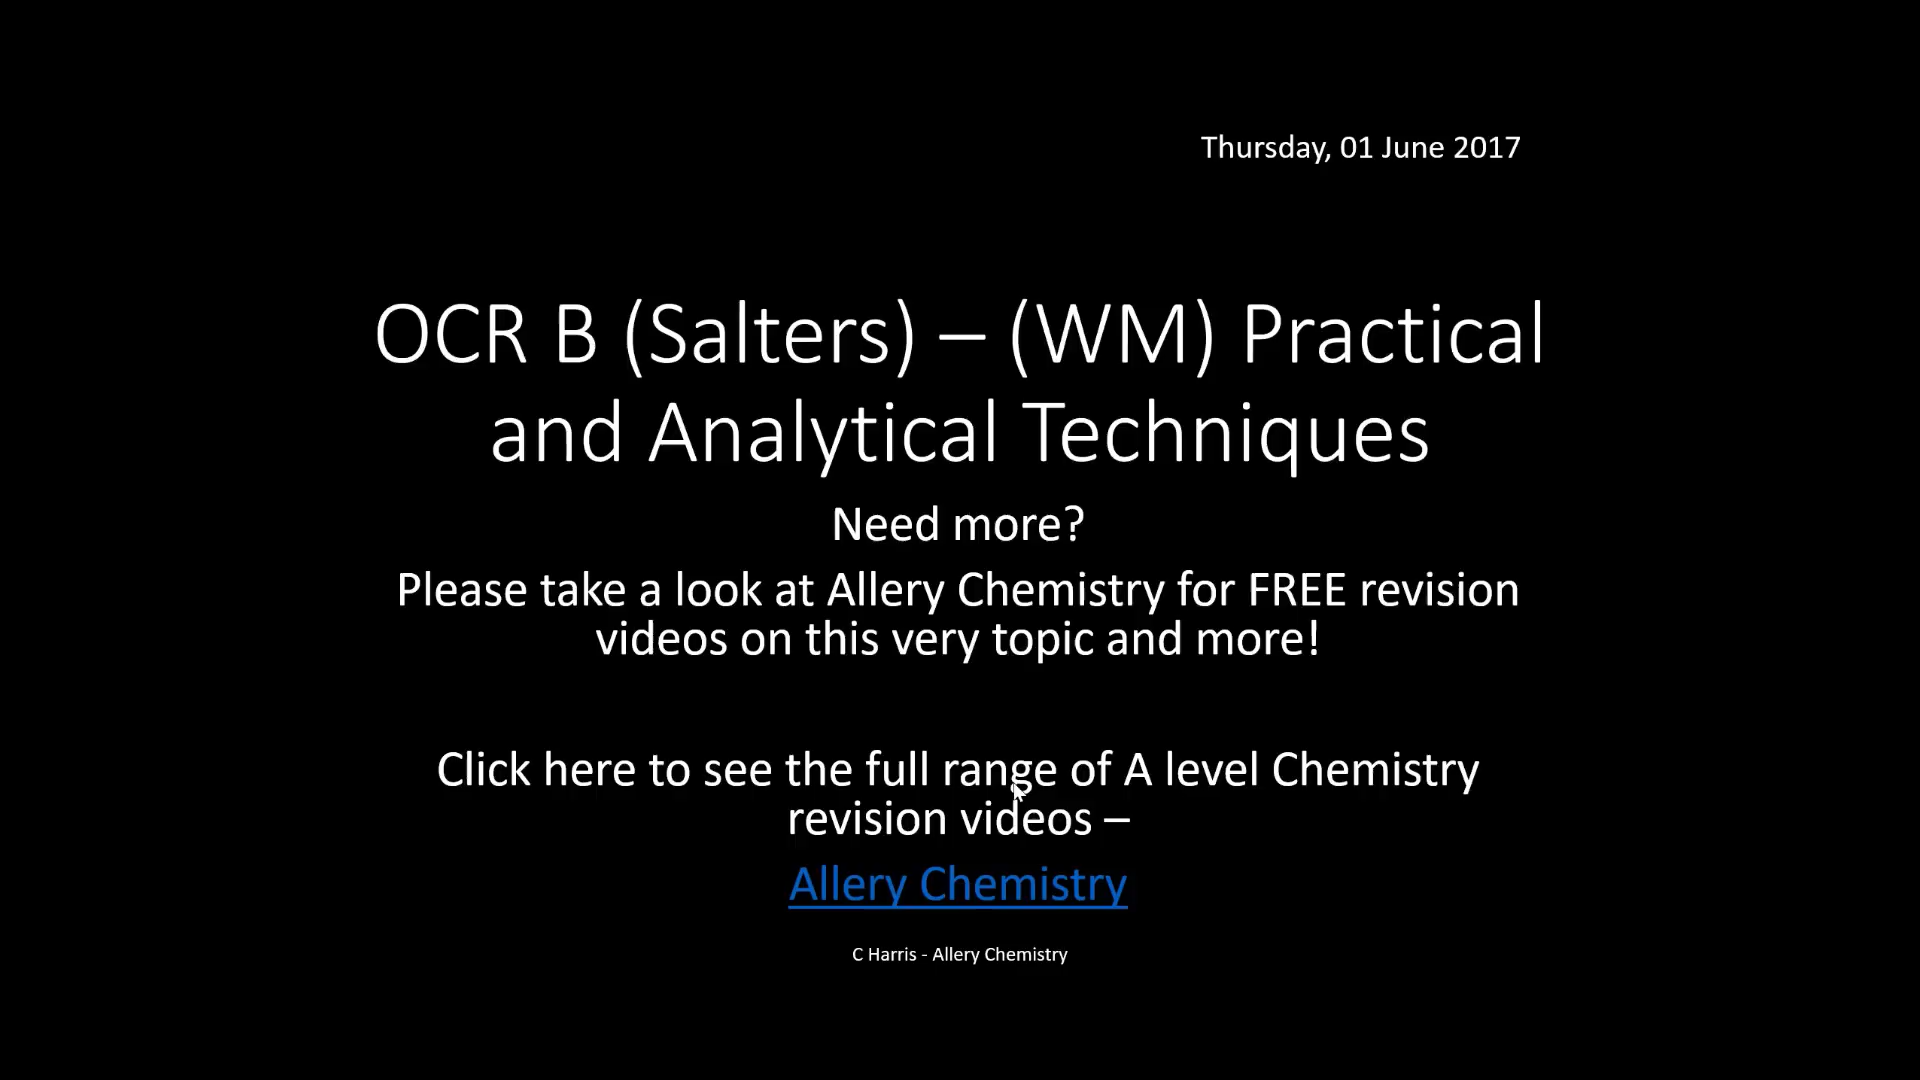 Thursday, 01 June 2017
OCR B (Salters) – (WM) Practical
and Analytical Techniques
Need more?
Please take a look at Allery Chemistry for FREE revision
videos on this very topic and more!
Click here to see the full range of A level Chemistry
revision videos –
Allery Chemistry
C Harris - Allery Chemistry